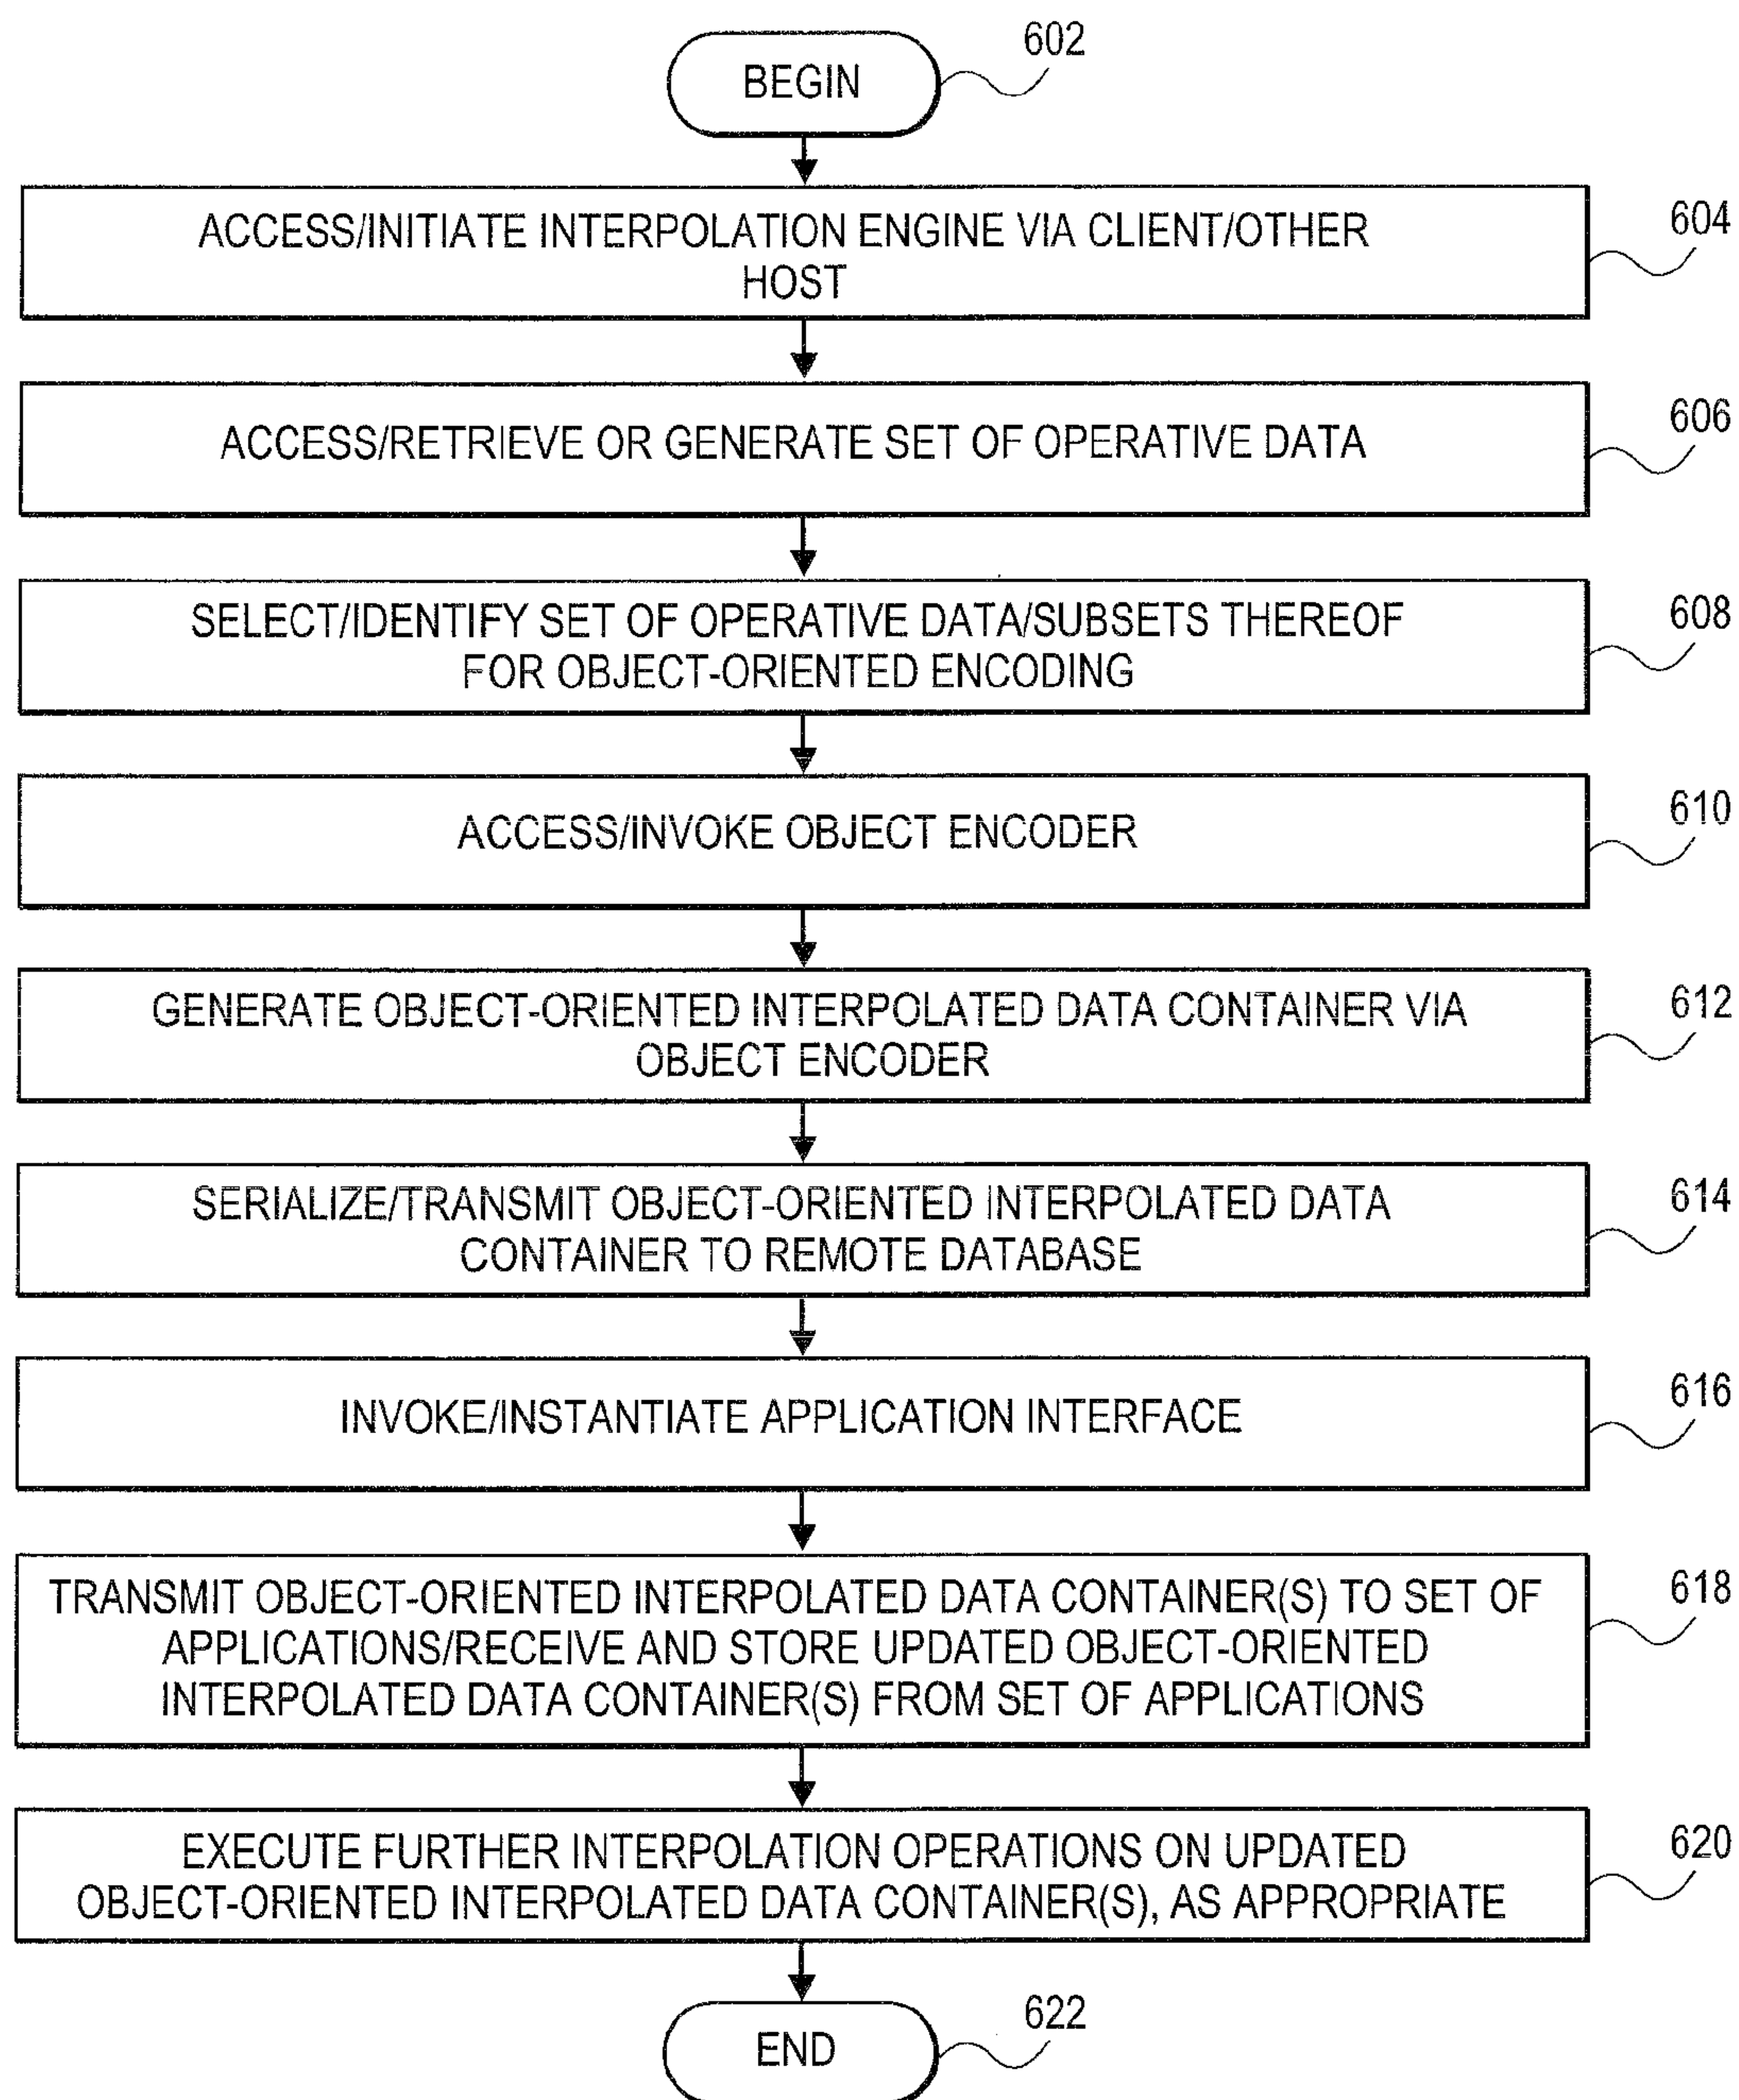 BEGIN
602
ACCESS/INITIATE INTERPOLATION ENGINE VIA CLIENT/OTHER
HOST
604
ACCESS/RETRIEVE OR GENERATE SET OF OPERATIVE DATA
606
SELECT/IDENTIFY SET OF OPERATIVE DATA/SUBSETS THEREOF
FOR OBJECT-ORIENTED ENCODING
608
ACCESS/INVOKE OBJECT ENCODER
610
GENERATE OBJECT-ORIENTED INTERPOLATED DATA CONTAINER VIA
OBJECT ENCODER
612
SERIALIZE/TRANSMIT OBJECT-ORIENTED INTERPOLATED DATA
CONTAINER TO REMOTE DATABASE
614
INVOKE/INSTANTIATE APPLICATION INTERFACE
616
TRANSMIT OBJECT-ORIENTED INTERPOLATED DATA CONTAINER(S) TO SET OF
APPLICATIONS/RECEIVE AND STORE UPDATED OBJECT-ORIENTED
INTERPOLATED DATA CONTAINER(S) FROM SET OF APPLICATIONS
618
EXECUTE FURTHER INTERPOLATION OPERATIONS ON UPDATED
OBJECT-ORIENTED INTERPOLATED DATA CONTAINER(S), AS APPROPRIATE
620
END
622